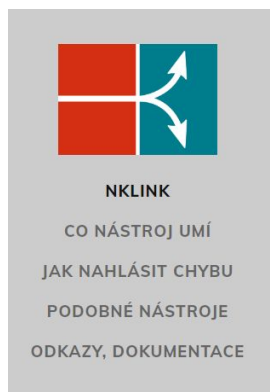 NKLINK
CO NÁSTROJ UMÍ
JAK NAHLÁSIT CHYBU
PODOBNÉ NÁSTROJE
ODKAZY, DOKUMENTACE